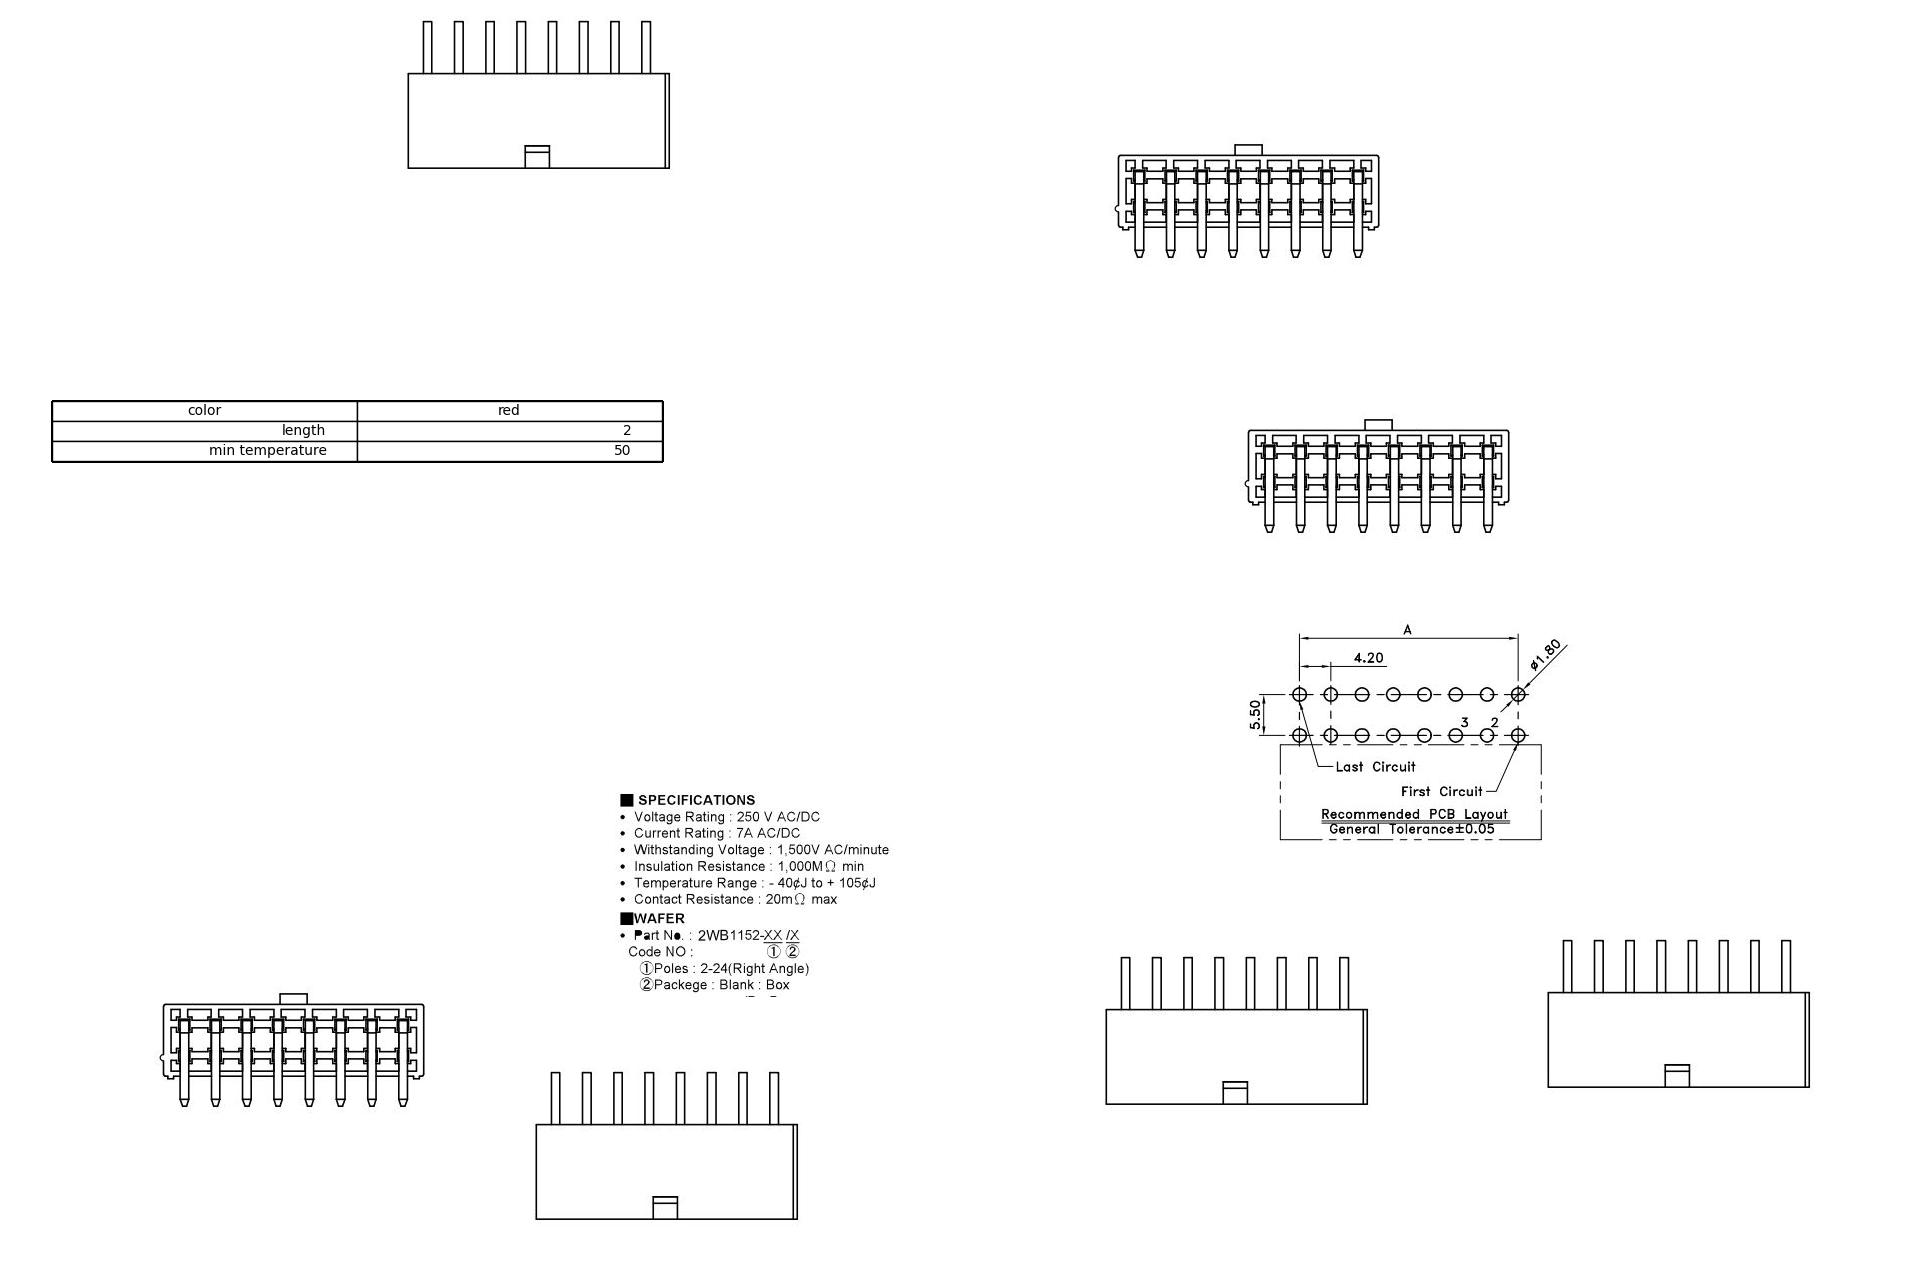 color red
length 2
min temperature 50
A
4.20
ø1.80
5.50
3 2
Last Circuit
First Circuit
Recommended PCB Layout
General Tolerance±0.05
■ SPECIFICATIONS
• Voltage Rating : 250 V AC/DC
• Current Rating : 7A AC/DC
• Withstanding Voltage : 1,500V AC/minute
• Insulation Resistance : 1,000MΩ min
• Temperature Range : - 40¢J to + 105¢J
• Contact Resistance : 20mΩ max
■WAFER
• Part No. : 2WB1152-XX /X
Code NO : ① ②
①Poles : 2-24(Right Angle)
②Packege : Blank : Box